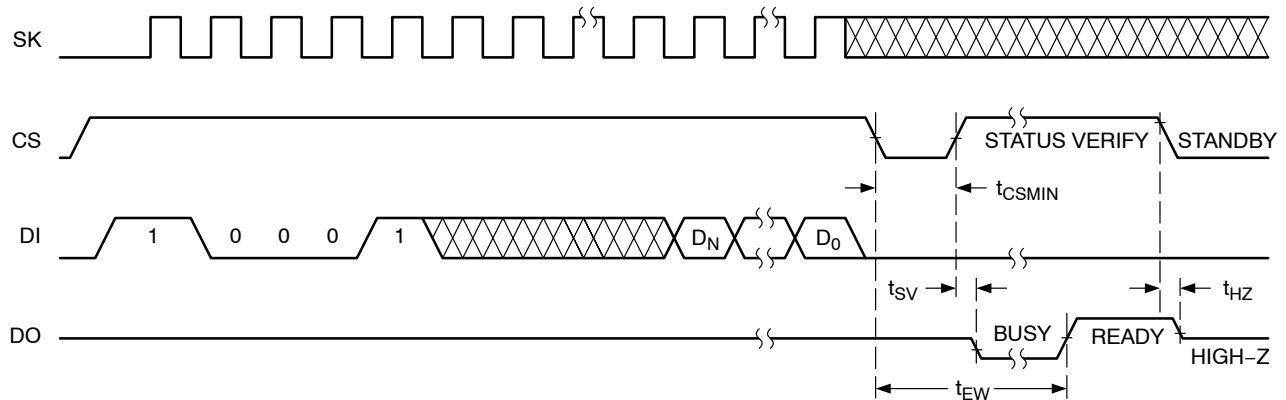 SK
CS
STATUS VERIFY
STANDBY
tCSMIN
DI
1
0
0
0
1
DN
D0
tSV
tHZ
DO
BUSY
READY
HIGH–Z
tEW